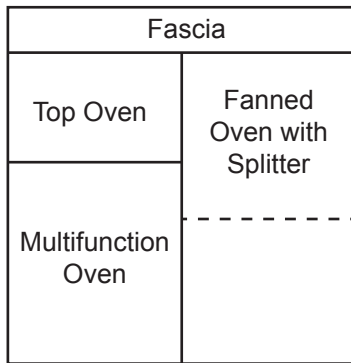 Fascia
Top Oven
Fanned
Oven with
Splitter
Multifunction
Oven